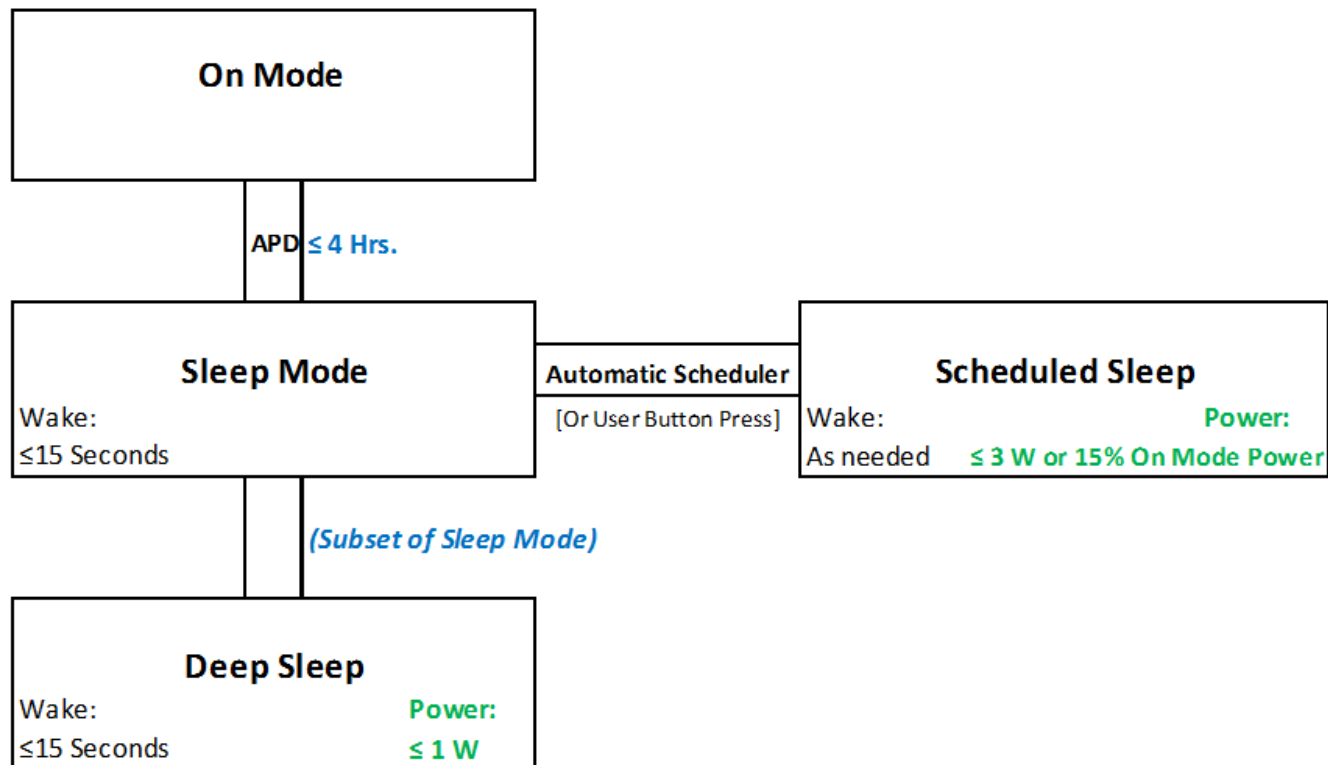 On Mode
APD ≤ 4 Hrs.
Sleep Mode
Wake:
≤15 Seconds
Automatic Scheduler
[Or User Button Press]
Scheduled Sleep
Wake: Power:
As needed ≤ 3 W or 15% On Mode Power
(Subset of Sleep Mode)
Deep Sleep
Wake: Power:
≤15 Seconds ≤ 1 W